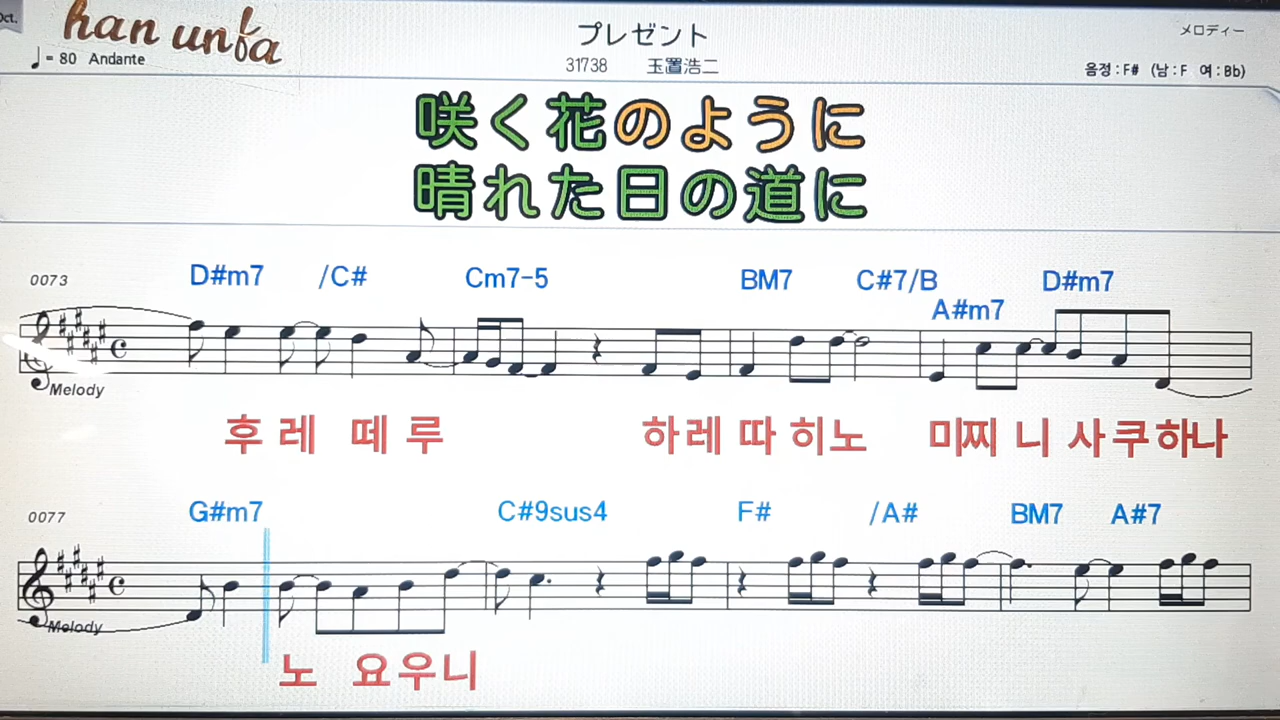 Oct.
han unba
プレゼント
メロディー
♩= 80 Andante
31738 玉置浩二
음정 : F# (남 : F 여 : Bb)
咲く花のように
晴れた日の道に
0073
D#m7 /C# Cm7-5 BM7 C#7/B A#m7 D#m7
Melody
후 레 떼 루 하레 따 히노 미찌 니 사쿠하나
0077
G#m7 C#9sus4 F# /A# BM7 A#7
Melody
노 요우니